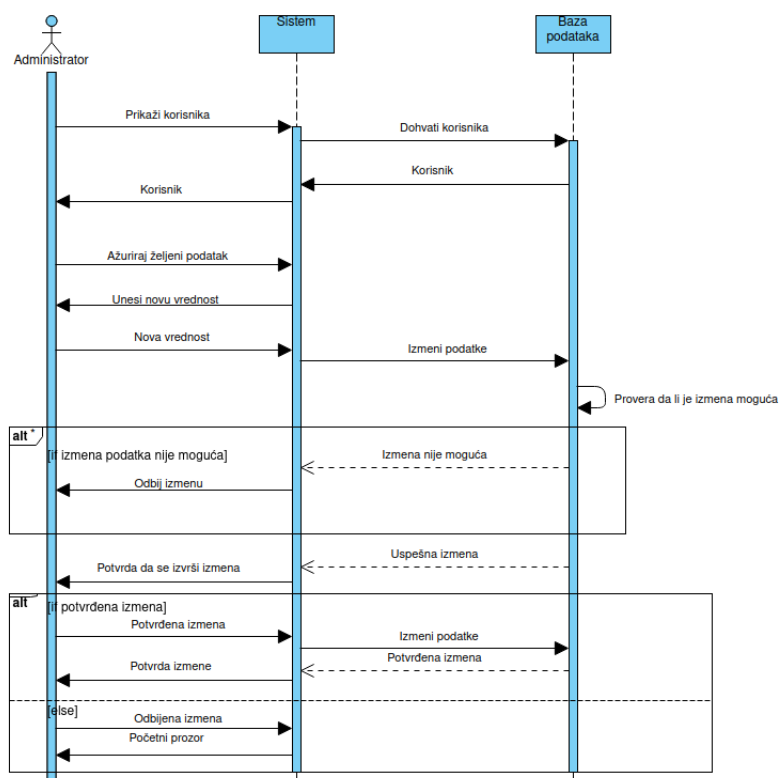 Administrator
Sistem
Baza
podataka
Prikaži korisnika
Dohvati korisnika
Korisnik
Korisnik
Ažuriraj željeni podatak
Unesi novu vrednost
Nova vrednost
Izmeni podatke
Provera da li je izmena moguća
alt *
[if izmena podatka nije moguća]
Izmena nije moguća
Odbij izmenu
Uspešna izmena
Potvrda da se izvrši izmena
alt
[if potvrđena izmena]
Potvrđena izmena
Izmeni podatke
Potvrđena izmena
Potvrda izmene
[else]
Odbijena izmena
Početni prozor